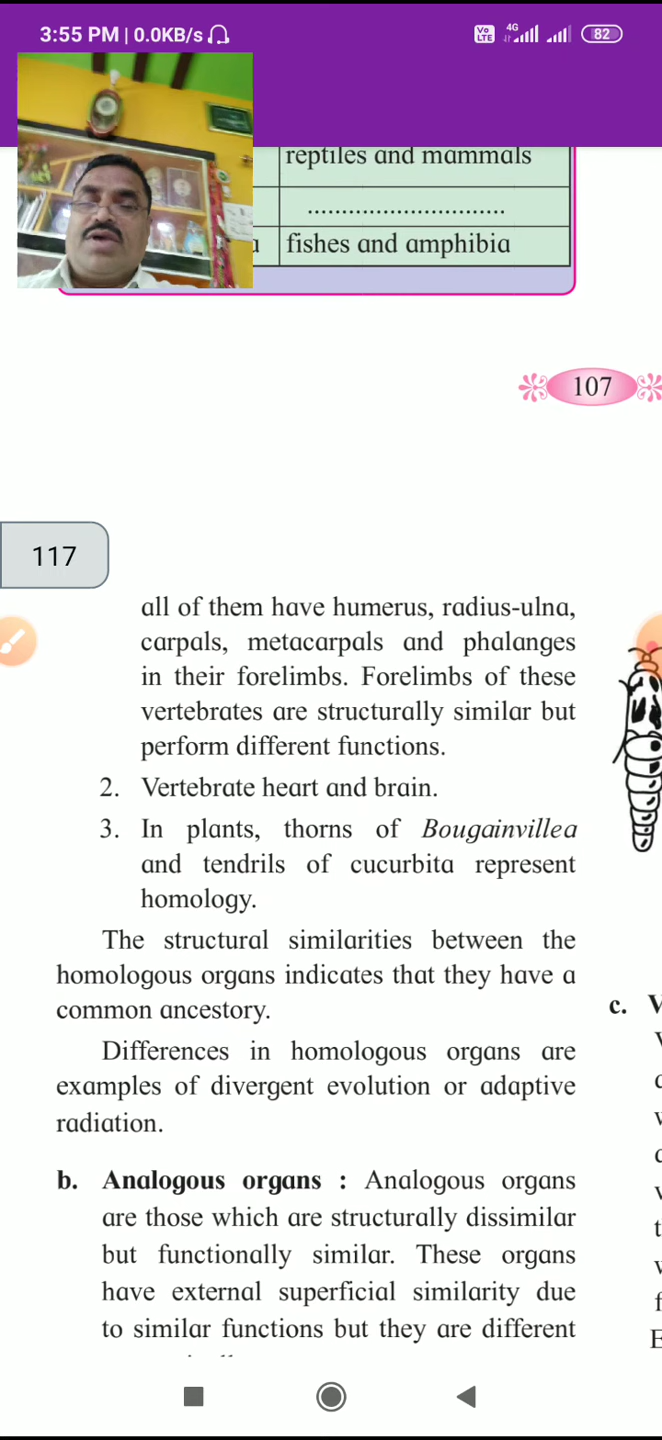 3:55 PM | 0.0KB/s
Vo LTE 4G 82
reptiles and mammals
.............................
fishes and amphibia
107
117
all of them have humerus, radius-ulna,
carpals, metacarpals and phalanges
in their forelimbs. Forelimbs of these
vertebrates are structurally similar but
perform different functions.
2. Vertebrate heart and brain.
3. In plants, thorns of Bougainvillea
and tendrils of cucurbita represent
homology.
The structural similarities between the
homologous organs indicates that they have a
common ancestory.
Differences in homologous organs are
examples of divergent evolution or adaptive
radiation.
b. Analogous organs : Analogous organs
are those which are structurally dissimilar
but functionally similar. These organs
have external superficial similarity due
to similar functions but they are different
c.